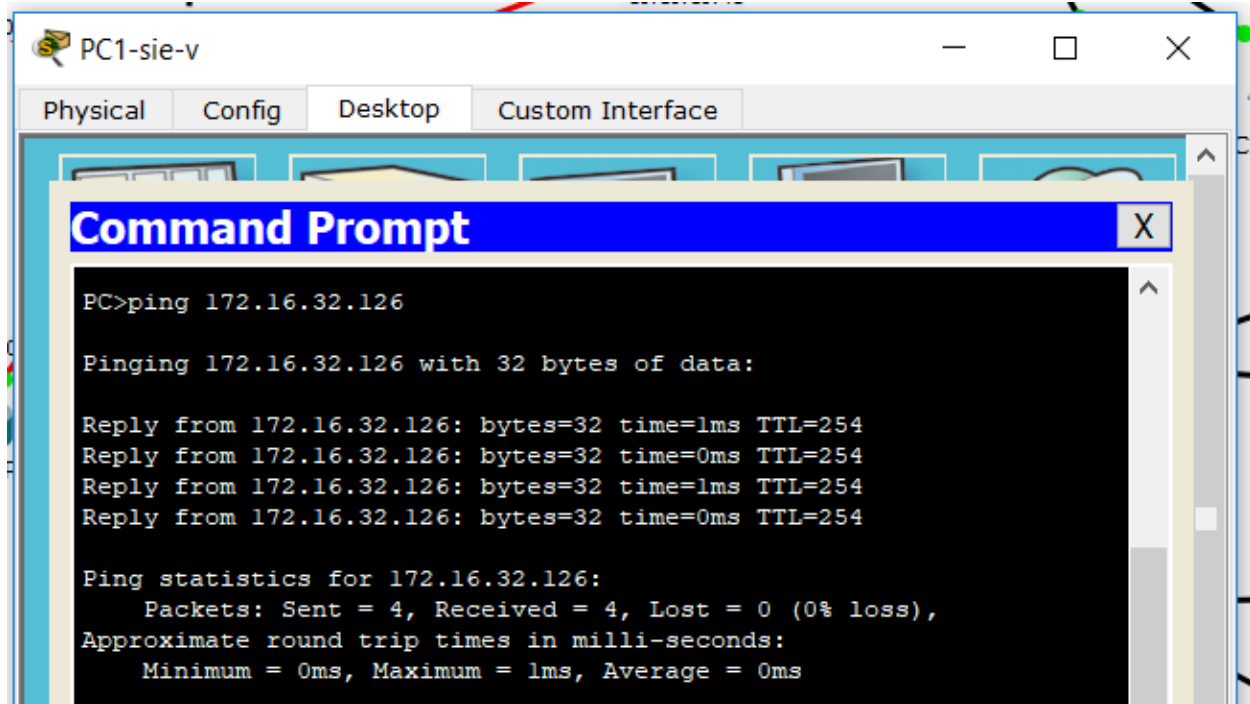 PC1-sie-v
Physical Config Desktop Custom Interface
Command Prompt X
PC>ping 172.16.32.126
Pinging 172.16.32.126 with 32 bytes of data:
Reply from 172.16.32.126: bytes=32 time=1ms TTL=254
Reply from 172.16.32.126: bytes=32 time=0ms TTL=254
Reply from 172.16.32.126: bytes=32 time=1ms TTL=254
Reply from 172.16.32.126: bytes=32 time=0ms TTL=254
Ping statistics for 172.16.32.126:
Packets: Sent = 4, Received = 4, Lost = 0 (0% loss),
Approximate round trip times in milli-seconds:
Minimum = 0ms, Maximum = 1ms, Average = 0ms